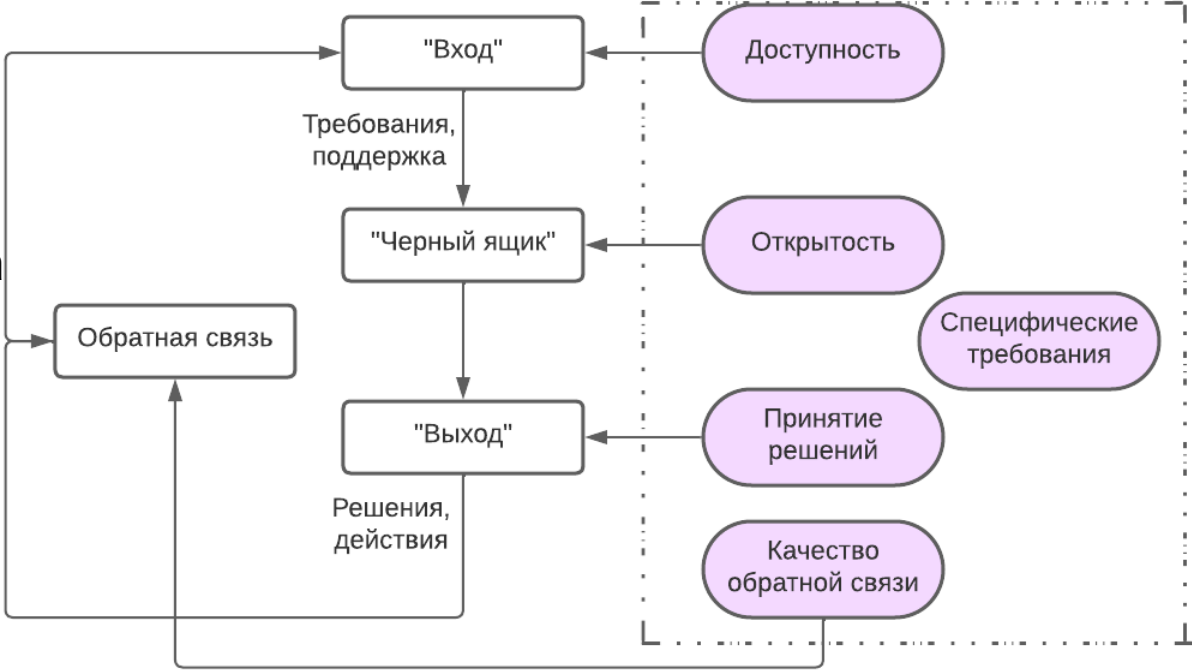 "Вход"
Доступность
Требования,
поддержка
"Черный ящик"
Открытость
Обратная связь
Специфические
требования
"Выход"
Принятие
решений
Решения,
действия
Качество
обратной связи